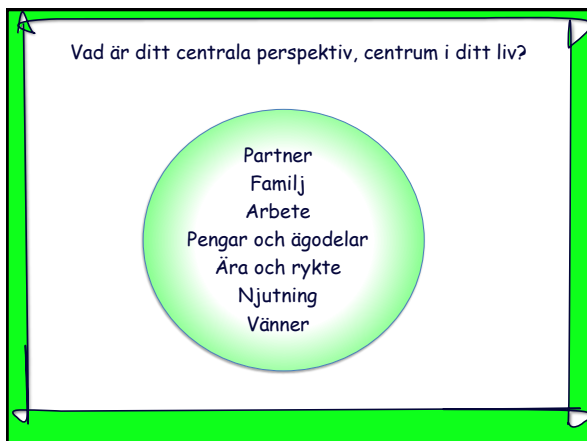 Vad är ditt centrala perspektiv, centrum i ditt liv?
Partner
Familj
Arbete
Pengar och ägodelar
Ära och rykte
Njutning
Vänner